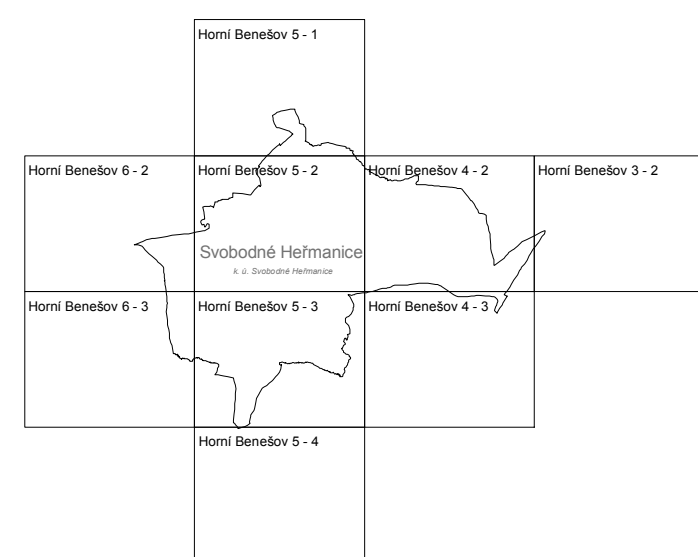 Horní Benešov 5 - 1
Horní Benešov 6 - 2
Horní Benešov 5 - 2
Horní Benešov 4 - 2
Horní Benešov 3 - 2
Svobodné Heřmanice
k. ú. Svobodné Heřmanice
Horní Benešov 6 - 3
Horní Benešov 5 - 3
Horní Benešov 4 - 3
Horní Benešov 5 - 4